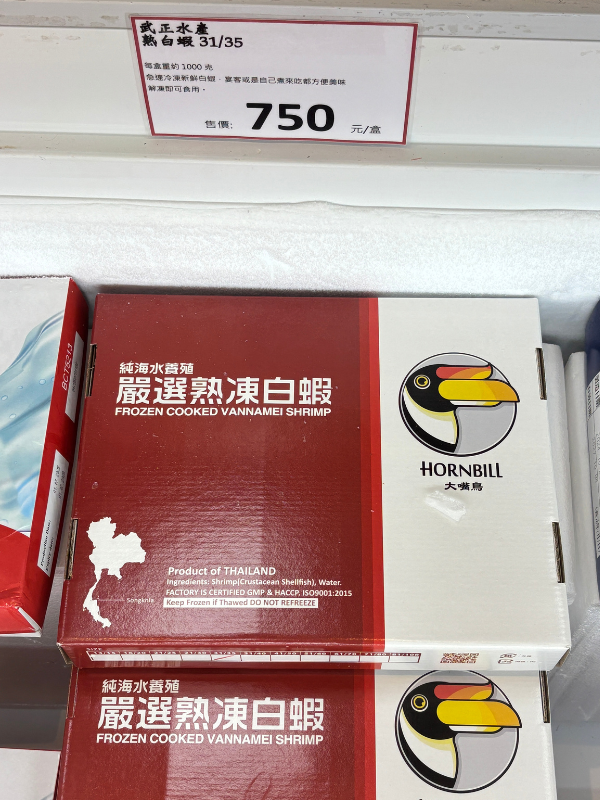 武正水產
熟白蝦 31/35
每盒重約 1000 克
急速冷凍新鮮白蝦，宴客或是自己煮來吃都方便美味
解凍即可食用。
售價: 750 元/盒
BCTS213
純海水養殖
嚴選熟凍白蝦
FROZEN COOKED VANNAMEI SHRIMP
HORNBILL
大嘴鳥
Product of THAILAND
Ingredients: Shrimp(Crustacean Shellfish), Water.
FACTORY IS CERTIFIED GMP & HACCP, ISO9001:2015
Songkhla
Keep Frozen if Thawed DO NOT REFREEZE
純海水養殖
嚴選熟凍白蝦
FROZEN COOKED VANNAMEI SHRIMP